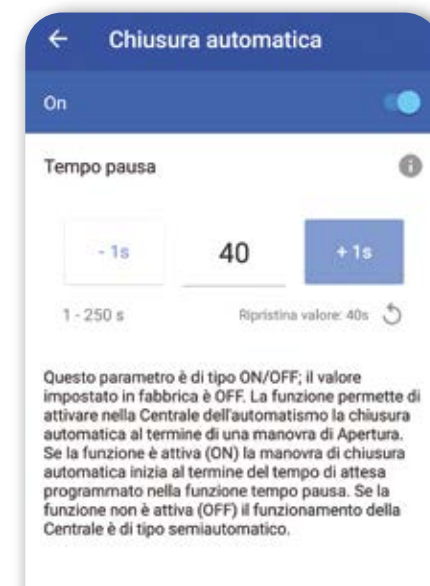 Chiusura automatica
On
Tempo pausa
- 1s 40 + 1s
1 - 250 s Ripristina valore: 40s
Questo parametro è di tipo ON/OFF; il valore
impostato in fabbrica è OFF. La funzione permette di
attivare nella Centrale dell'automatismo la chiusura
automatica al termine di una manovra di Apertura.
Se la funzione è attiva (ON) la manovra di chiusura
automatica inizia al termine del tempo di attesa
programmato nella funzione tempo pausa. Se la
funzione non è attiva (OFF) il funzionamento della
Centrale è di tipo semiautomatico.